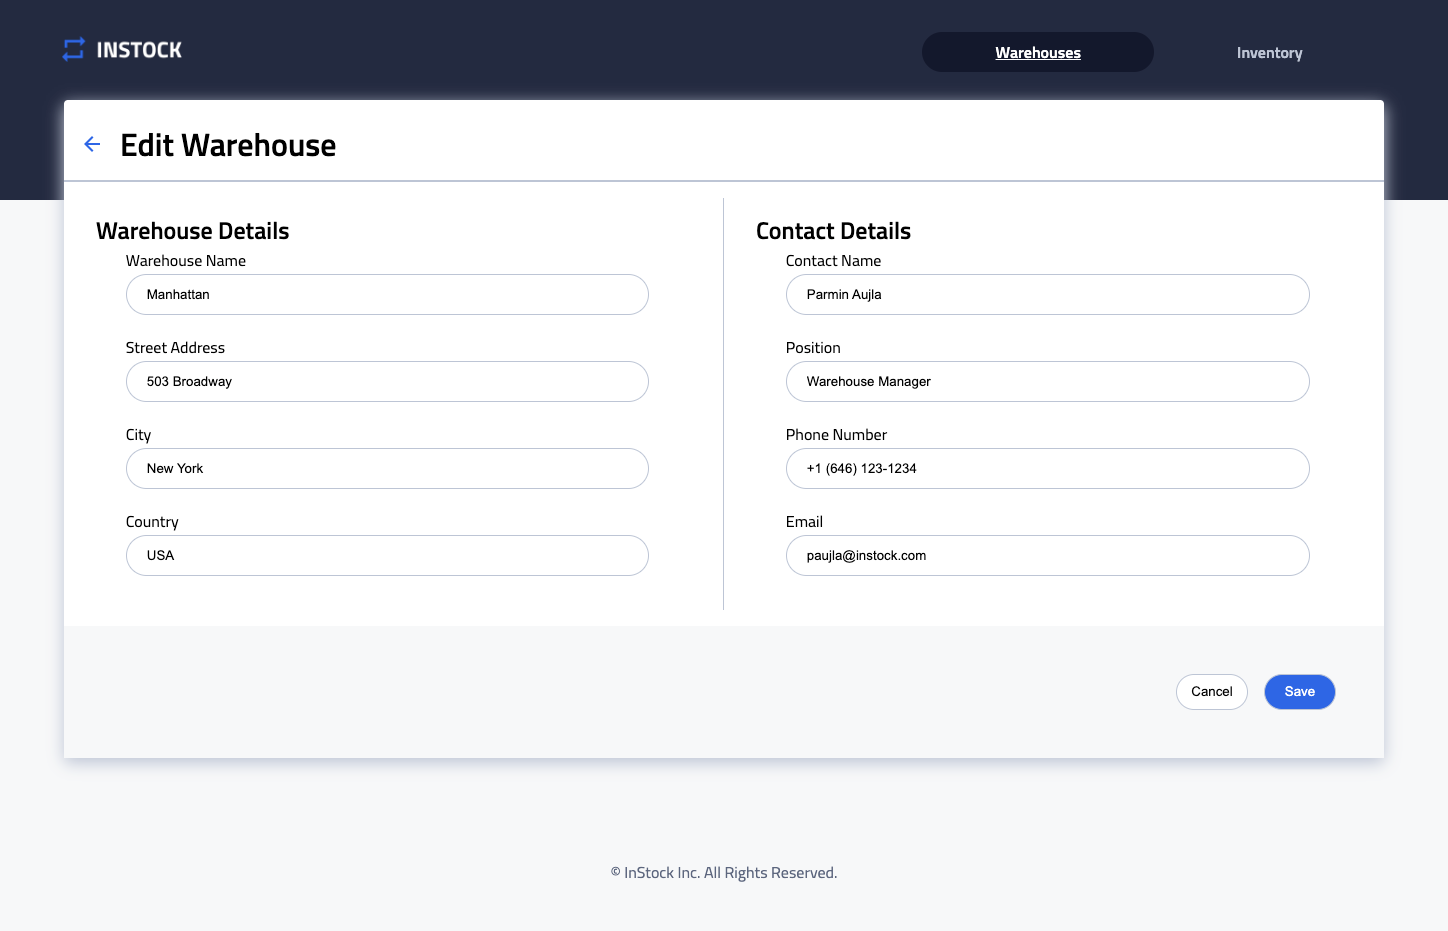 INSTOCK
Warehouses
Inventory
Edit Warehouse
Warehouse Details
Warehouse Name
Manhattan
Street Address
503 Broadway
City
New York
Country
USA
Contact Details
Contact Name
Parmin Aujla
Position
Warehouse Manager
Phone Number
+1 (646) 123-1234
Email
paujla@instock.com
Cancel
Save
© InStock Inc. All Rights Reserved.